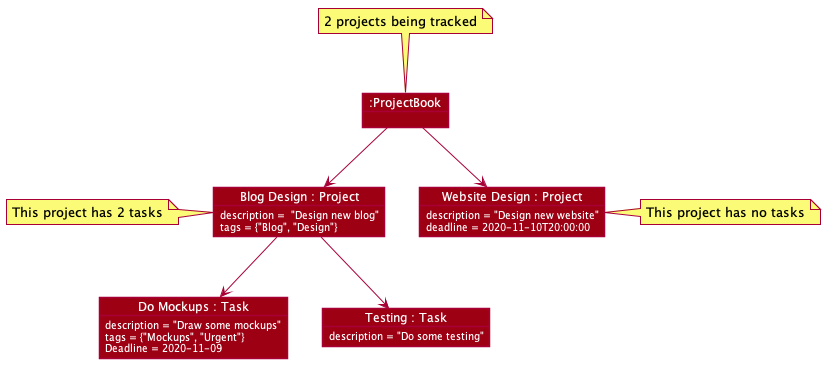 2 projects being tracked
:ProjectBook
Blog Design : Project
description =  "Design new blog"
tags = {"Blog", "Design"}
Website Design : Project
description = "Design new website"
deadline = 2020-11-10T20:00:00
This project has 2 tasks
This project has no tasks
Do Mockups : Task
description = "Draw some mockups"
tags = {"Mockups", "Urgent"}
Deadline = 2020-11-09
Testing : Task
description = "Do some testing"